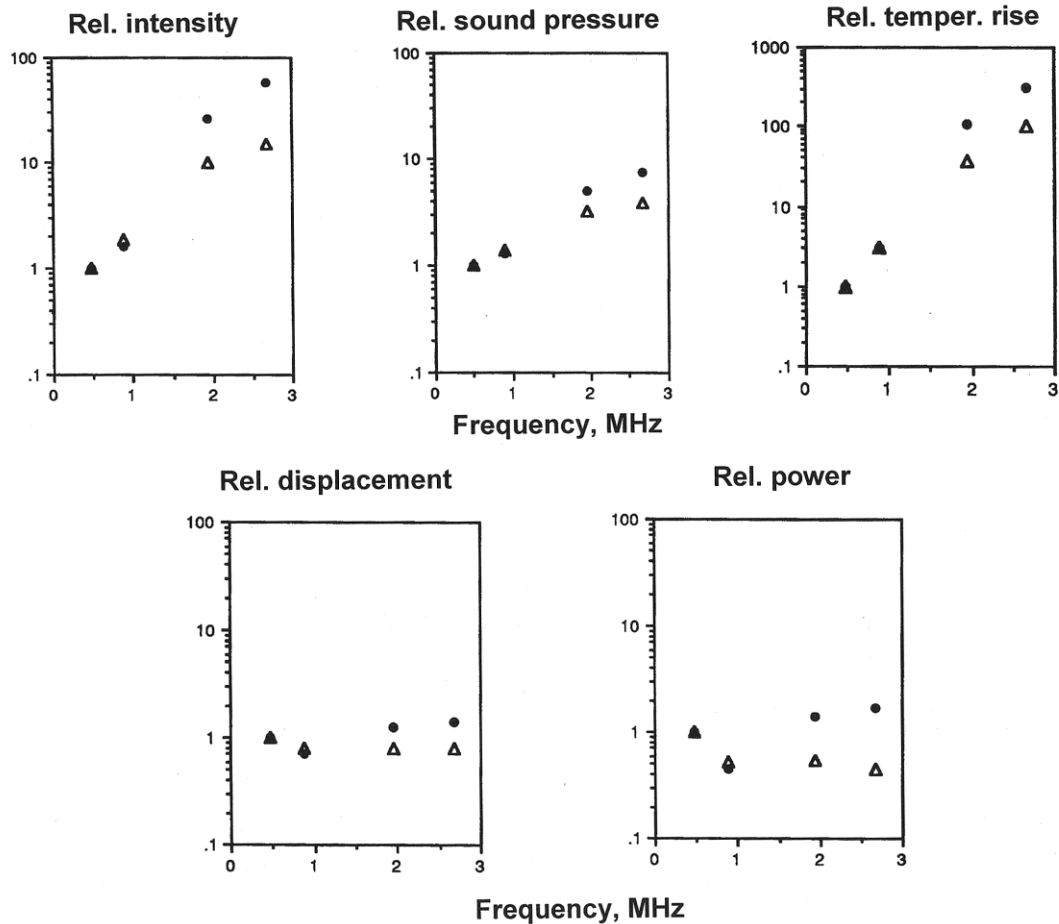 Rel. intensity
100
10
1
.1
0 1 2 3
Rel. sound pressure
100
10
1
.1
0 1 2 3
Rel. temper. rise
1000
100
10
1
.1
0 1 2 3
Frequency, MHz
Rel. displacement
100
10
1
.1
0 1 2 3
Rel. power
100
10
1
.1
0 1 2 3
Frequency, MHz